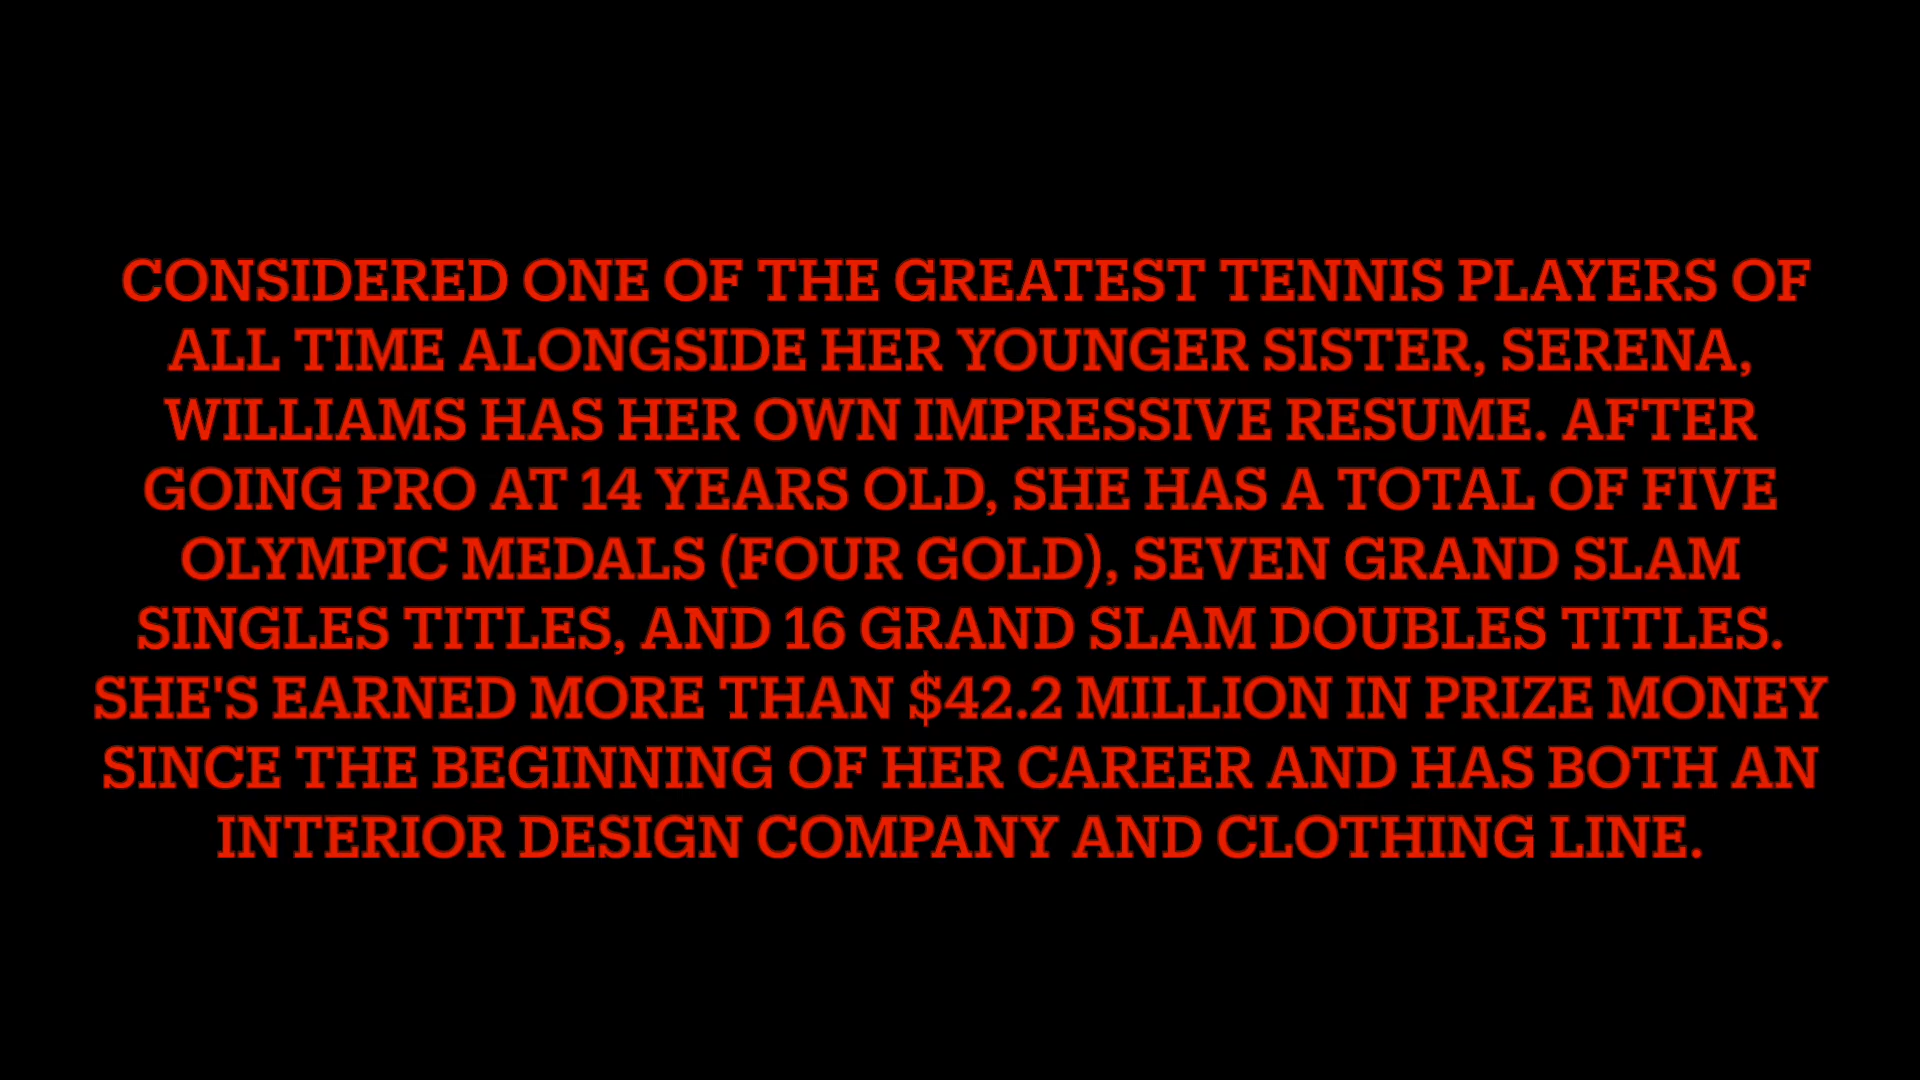 CONSIDERED ONE OF THE GREATEST TENNIS PLAYERS OF
ALL TIME ALONGSIDE HER YOUNGER SISTER, SERENA,
WILLIAMS HAS HER OWN IMPRESSIVE RESUME. AFTER
GOING PRO AT 14 YEARS OLD, SHE HAS A TOTAL OF FIVE
OLYMPIC MEDALS (FOUR GOLD), SEVEN GRAND SLAM
SINGLES TITLES, AND 16 GRAND SLAM DOUBLES TITLES.
SHE'S EARNED MORE THAN $42.2 MILLION IN PRIZE MONEY
SINCE THE BEGINNING OF HER CAREER AND HAS BOTH AN
INTERIOR DESIGN COMPANY AND CLOTHING LINE.